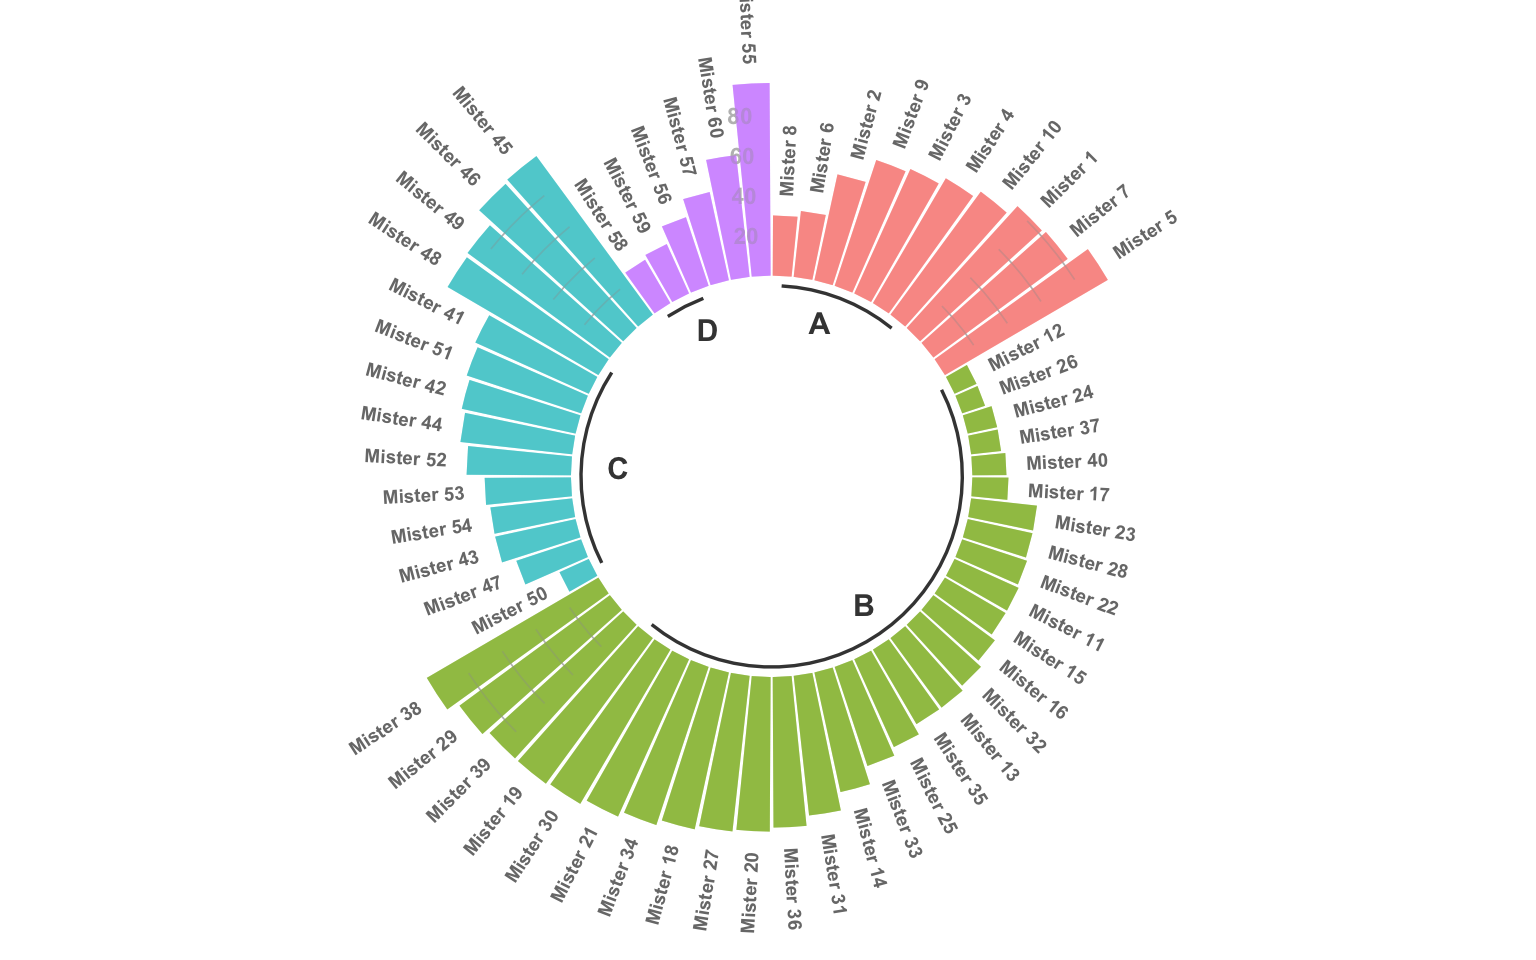 ster 55
Mister 60
Mister 57
Mister 56
Mister 59
Mister 58
80
60
40
20
Mister 8
Mister 6
Mister 2
Mister 9
Mister 3
Mister 4
Mister 10
Mister 1
Mister 7
Mister 5
Mister 12
Mister 26
Mister 24
Mister 37
Mister 40
Mister 17
Mister 23
Mister 28
Mister 22
Mister 11
Mister 15
Mister 16
Mister 32
Mister 13
Mister 35
Mister 25
Mister 33
Mister 14
Mister 31
Mister 36
Mister 20
Mister 27
Mister 18
Mister 34
Mister 21
Mister 30
Mister 19
Mister 39
Mister 29
Mister 38
Mister 50
Mister 47
Mister 43
Mister 54
Mister 53
Mister 52
Mister 44
Mister 42
Mister 51
Mister 41
Mister 48
Mister 49
Mister 46
Mister 45
A
B
C
D